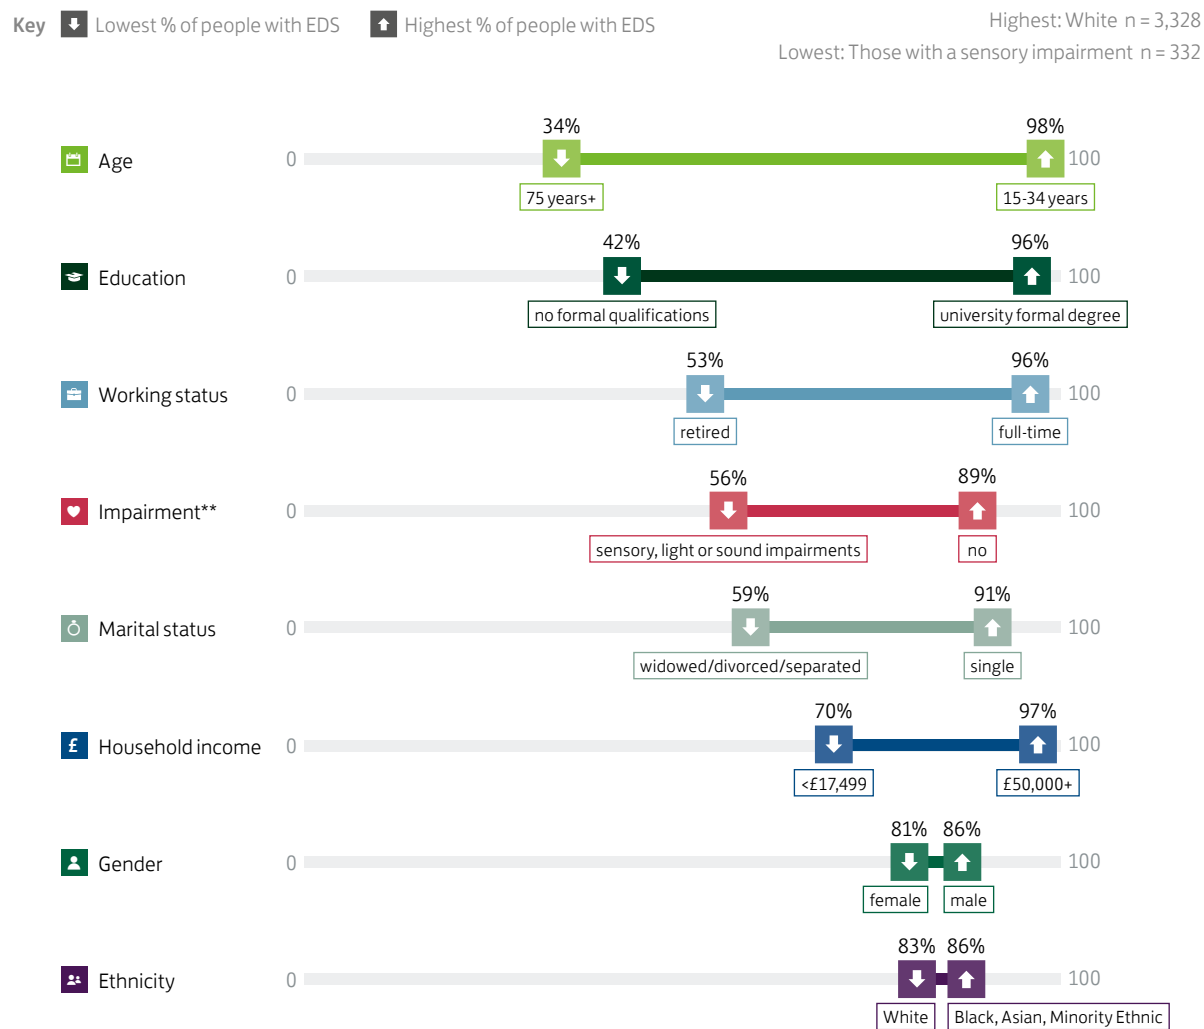 Key Lowest % of people with EDS Highest % of people with EDS
Highest: White n = 3,328
Lowest: Those with a sensory impairment n = 332
34% 98%
Age 0 100
75 years+ 15-34 years
42% 96%
Education 0 100
no formal qualifications university formal degree
53% 96%
Working status 0 100
retired full-time
56% 89%
Impairment** 0 100
sensory, light or sound impairments no
59% 91%
Marital status 0 100
widowed/divorced/separated single
70% 97%
£ Household income 0 100
<£17,499 £50,000+
81% 86%
Gender 0 100
female male
83% 86%
Ethnicity 0 100
White Black, Asian, Minority Ethnic